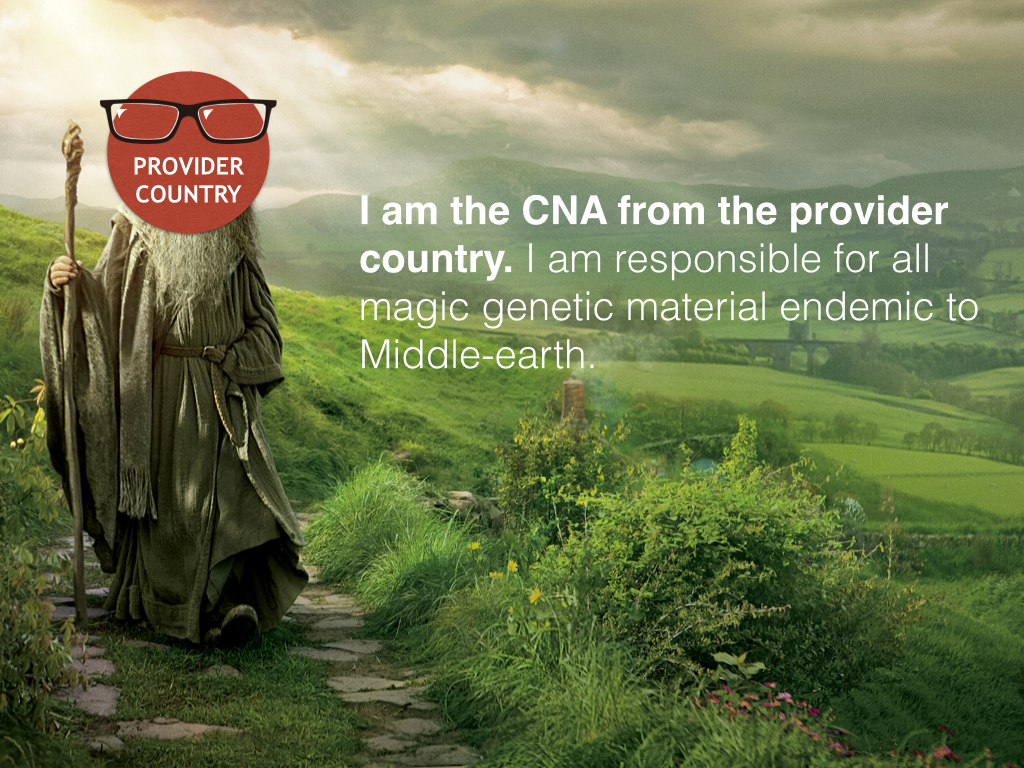 PROVIDER
COUNTRY
I am the CNA from the provider
country. I am responsible for all
magic genetic material endemic to
Middle-earth.